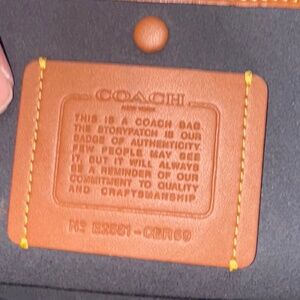 COACH
NEW YORK
THIS IS A COACH BAG
THE STORYPATCH IS OUR
BADGE OF AUTHENTICITY.
FEW PEOPLE MAY SEE
IT, BUT IT WILL ALWAYS
BE A REMINDER OF OUR
COMMITMENT TO QUALITY
AND CRAFTSMANSHIP
Nº